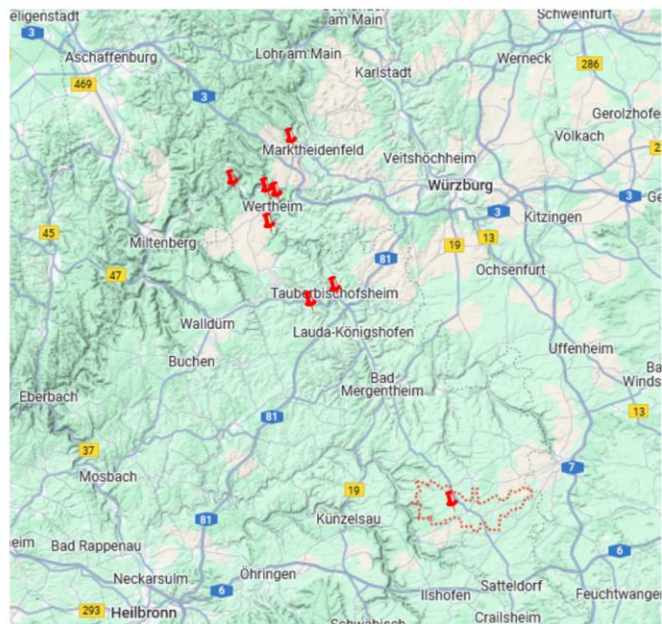 eiligenstadt
am Main
Schweinfurt
3
Aschaffenburg
Lohr am Main
Werneck
469
Karlstadt
286
3
Gerolzhofe
Volkach
Marktheidenfeld
Veitshöchheim
2
Würzburg
3
Ge
Wertheim
3
Kitzingen
45
Miltenberg
19
13
81
47
Ochsenfurt
Tauberbischofsheim
Walldürn
Lauda-Königshofen
Uffenheim
Buchen
Ba
Bad
Mergentheim
Winds
Eberbach
81
13
37
7
Mosbach
19
81
Künzelsau
eim
Bad Rappenau
6
Neckarsulm
Öhringen
6
Satteldorf
Ilshofen
Feuchtwange
293
Heilbronn
Crailsheim